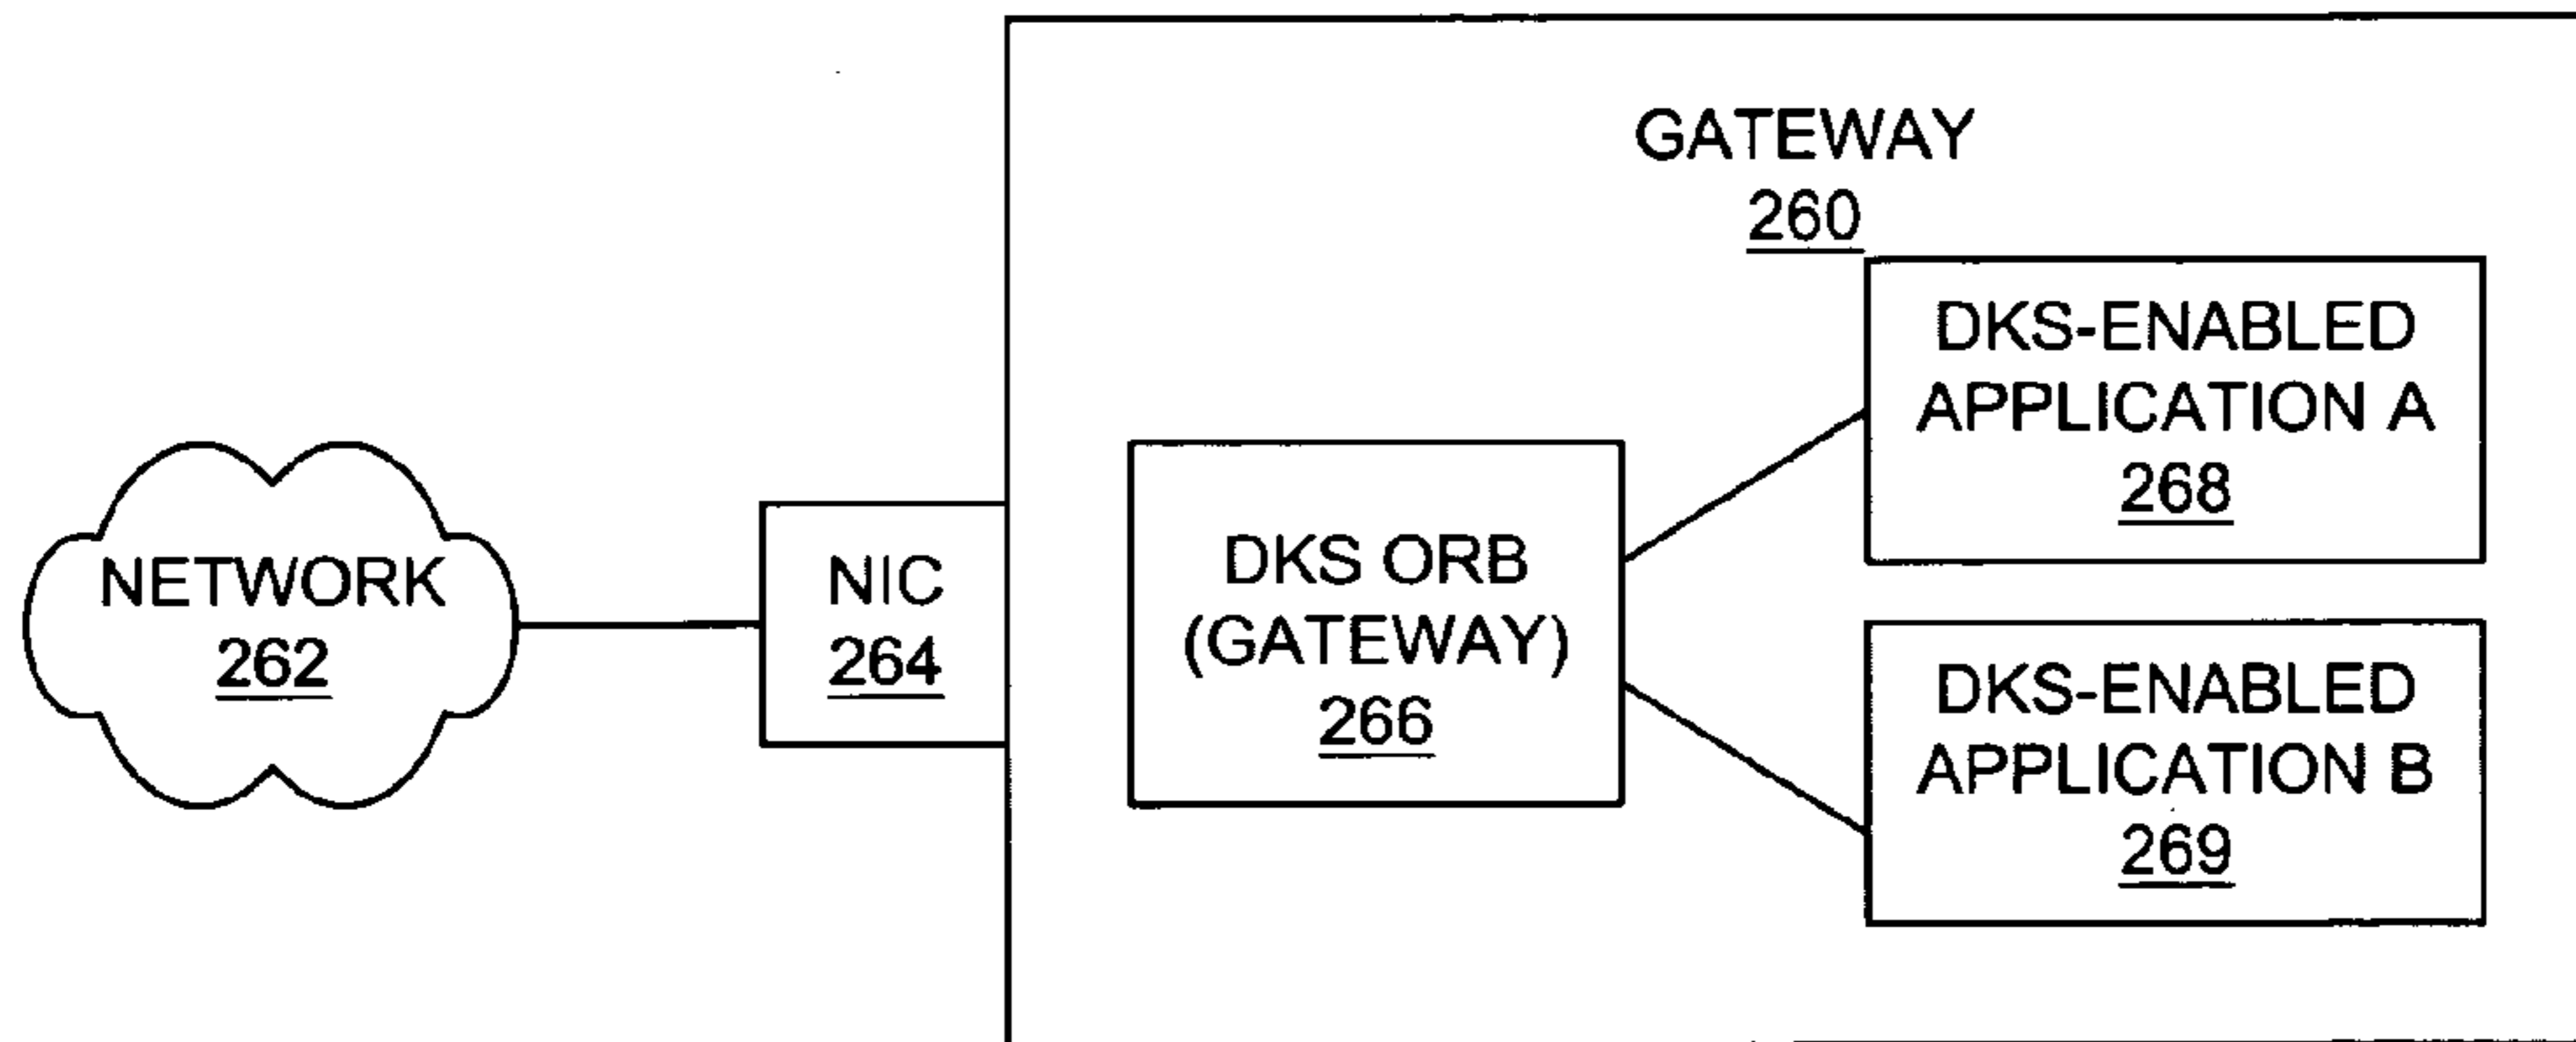 GATEWAY
260
DKS-ENABLED
APPLICATION A
268
NETWORK
262
NIC
264
DKS ORB
(GATEWAY)
266
DKS-ENABLED
APPLICATION B
269